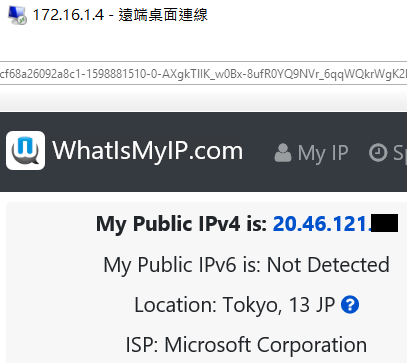 172.16.1.4 - 遠端桌面連線
cf68a26092a8c1-1598881510-0-AXgkTIIK_w0Bx-8ufR0YQ9NVr_6qqWQkrWgK2
WhatIsMyIP.com My IP
My Public IPv4 is: 20.46.121.
My Public IPv6 is: Not Detected
Location: Tokyo, 13 JP
ISP: Microsoft Corporation